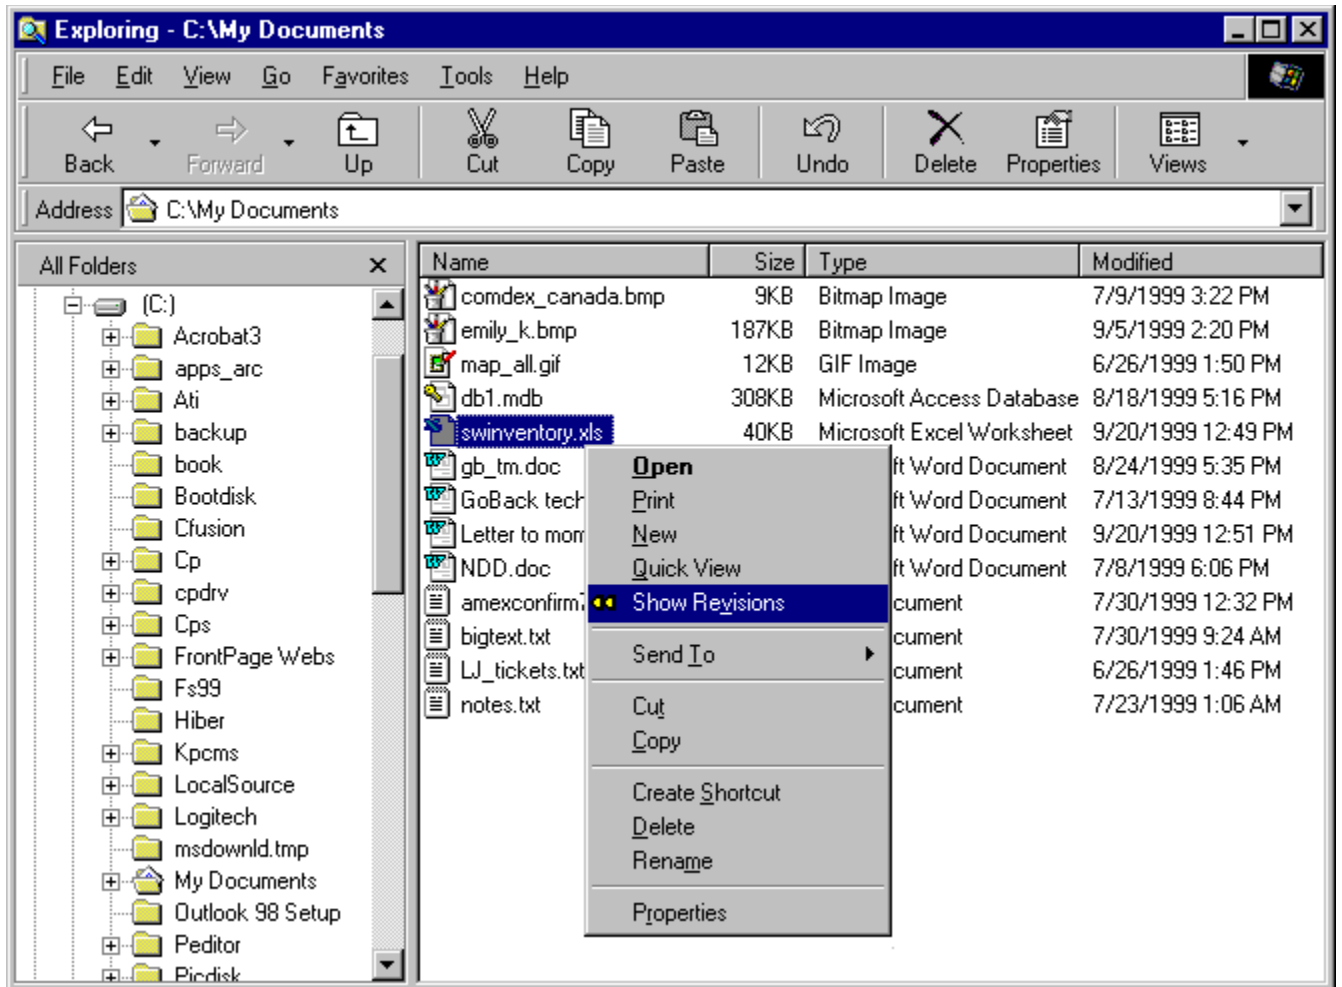 Exploring - C:\My Documents
File Edit View Go Favorites Tools Help
Back Forward Up Cut Copy Paste Undo Delete Properties Views
Address C:\My Documents
All Folders
(C:)
Acrobat3
apps_arc
Ati
backup
book
Bootdisk
Cfusion
Cp
cpdrv
Cps
FrontPage Webs
Fs99
Hiber
Kpcms
LocalSource
Logitech
msdownld.tmp
My Documents
Outlook 98 Setup
Peditor
Picdisk
Name Size Type Modified
comdex_canada.bmp 9KB Bitmap Image 7/9/1999 3:22 PM
emily_k.bmp 187KB Bitmap Image 9/5/1999 2:20 PM
map_all.gif 12KB GIF Image 6/26/1999 1:50 PM
db1.mdb 308KB Microsoft Access Database 8/18/1999 5:16 PM
swinventory.xls 40KB Microsoft Excel Worksheet 9/20/1999 12:49 PM
gb_tm.doc ft Word Document 8/24/1999 5:35 PM
GoBack tech ft Word Document 7/13/1999 8:44 PM
Letter to mom ft Word Document 9/20/1999 12:51 PM
NDD.doc ft Word Document 7/8/1999 6:06 PM
amexconfirm7 cument 7/30/1999 12:32 PM
bigtext.txt cument 7/30/1999 9:24 AM
LJ_tickets.txt cument 6/26/1999 1:46 PM
notes.txt cument 7/23/1999 1:06 AM
Open
Print
New
Quick View
Show Revisions
Send To
Cut
Copy
Create Shortcut
Delete
Rename
Properties